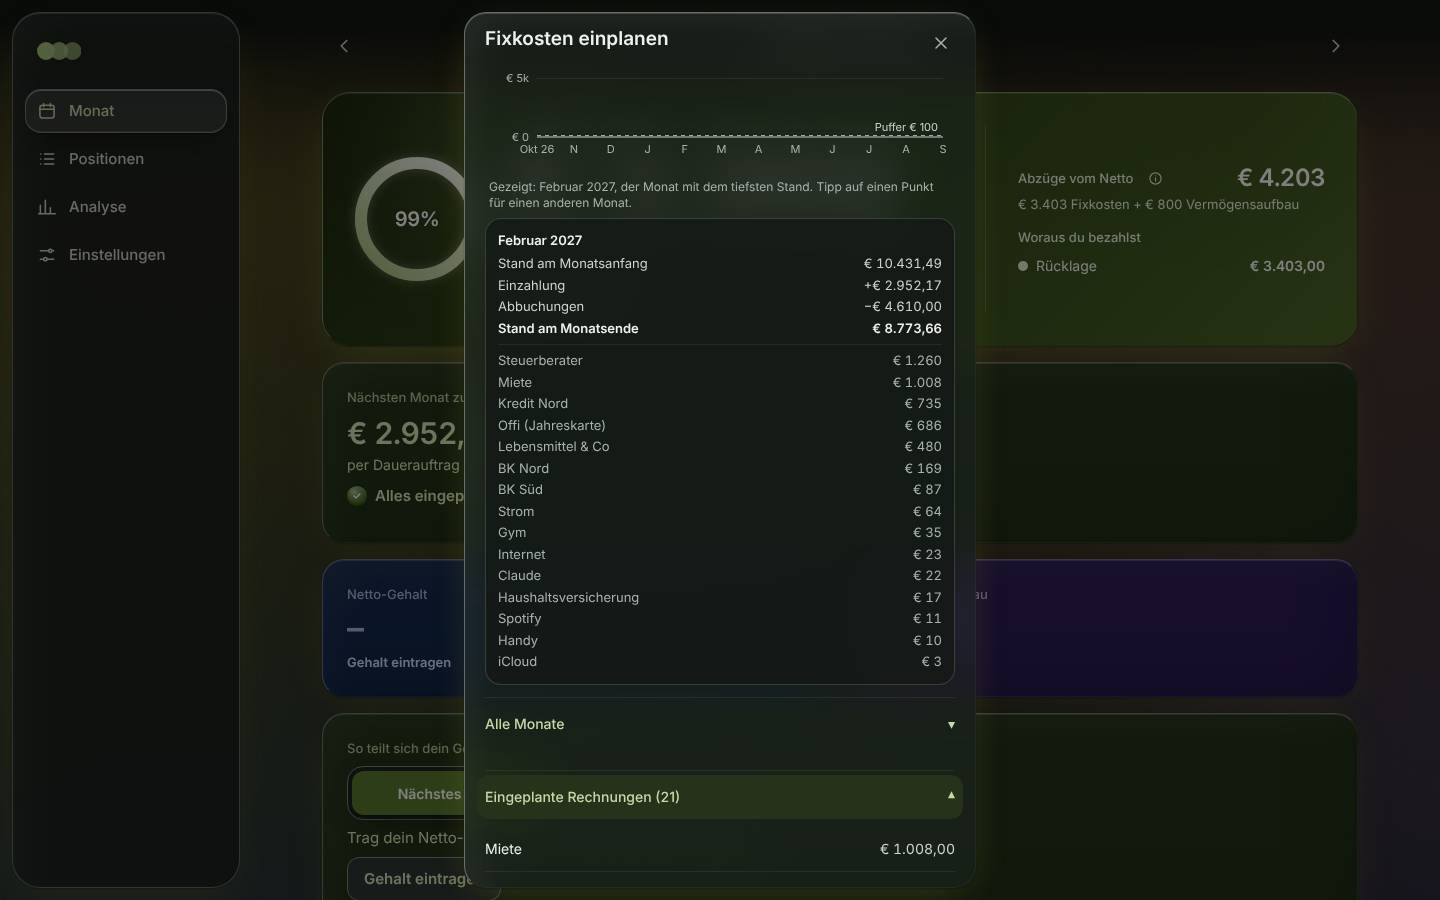 Monat
Positionen
Analyse
Einstellungen
99%
Abzüge vom Netto
€ 4.203
€ 3.403 Fixkosten + € 800 Vermögensaufbau
Woraus du bezahlst
Rücklage € 3.403,00
Nächsten Monat zu
€ 2.952,
per Dauerauftrag
Alles eingep
Netto-Gehalt
–
Gehalt eintragen
au
So teilt sich dein Ge
Nächstes
Trag dein Netto-
Gehalt eintrage
Fixkosten einplanen
€ 5k
Puffer € 100
€ 0
Okt 26 N D J F M A M J J A S
Gezeigt: Februar 2027, der Monat mit dem tiefsten Stand. Tipp auf einen Punkt
für einen anderen Monat.
Februar 2027
Stand am Monatsanfang € 10.431,49
Einzahlung +€ 2.952,17
Abbuchungen −€ 4.610,00
Stand am Monatsende € 8.773,66
Steuerberater € 1.260
Miete € 1.008
Kredit Nord € 735
Offi (Jahreskarte) € 686
Lebensmittel & Co € 480
BK Nord € 169
BK Süd € 87
Strom € 64
Gym € 35
Internet € 23
Claude € 22
Haushaltsversicherung € 17
Spotify € 11
Handy € 10
iCloud € 3
Alle Monate
Eingeplante Rechnungen (21)
Miete € 1.008,00